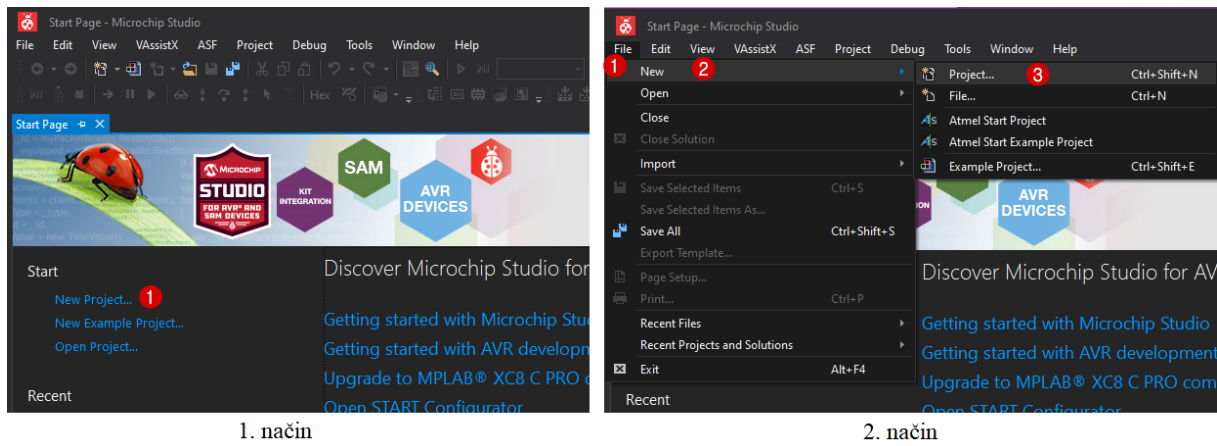 Start Page - Microchip Studio
File Edit View VAssistX ASF Project Debug Tools Window Help
Hex
Start Page
MICROCHIP
STUDIO
FOR AVR® AND
SAM DEVICES
KIT
INTEGRATION
SAM
AVR
DEVICES
Start
New Project... 1
New Example Project...
Open Project...
Recent
Discover Microchip Studio for
Getting started with Microchip Stu
Getting started with AVR developn
Upgrade to MPLAB® XC8 C PRO c
Open START Configurator
1. način
Start Page - Microchip Studio
File Edit View VAssistX ASF Project Debug Tools Window Help
1 New 2
Open
Close
Close Solution
Import
Save Selected Items Ctrl+S
Save Selected Items As...
Save All Ctrl+Shift+S
Export Template...
Page Setup...
Print... Ctrl+P
Recent Files
Recent Projects and Solutions
Exit Alt+F4
Project... 3 Ctrl+Shift+N
File... Ctrl+N
Atmel Start Project
Atmel Start Example Project
Example Project... Ctrl+Shift+E
ION
AVR
DEVICES
Discover Microchip Studio for AV
Getting started with Microchip Studio
Getting started with AVR development
Upgrade to MPLAB® XC8 C PRO com
Open START Configurator
Recent
2. način